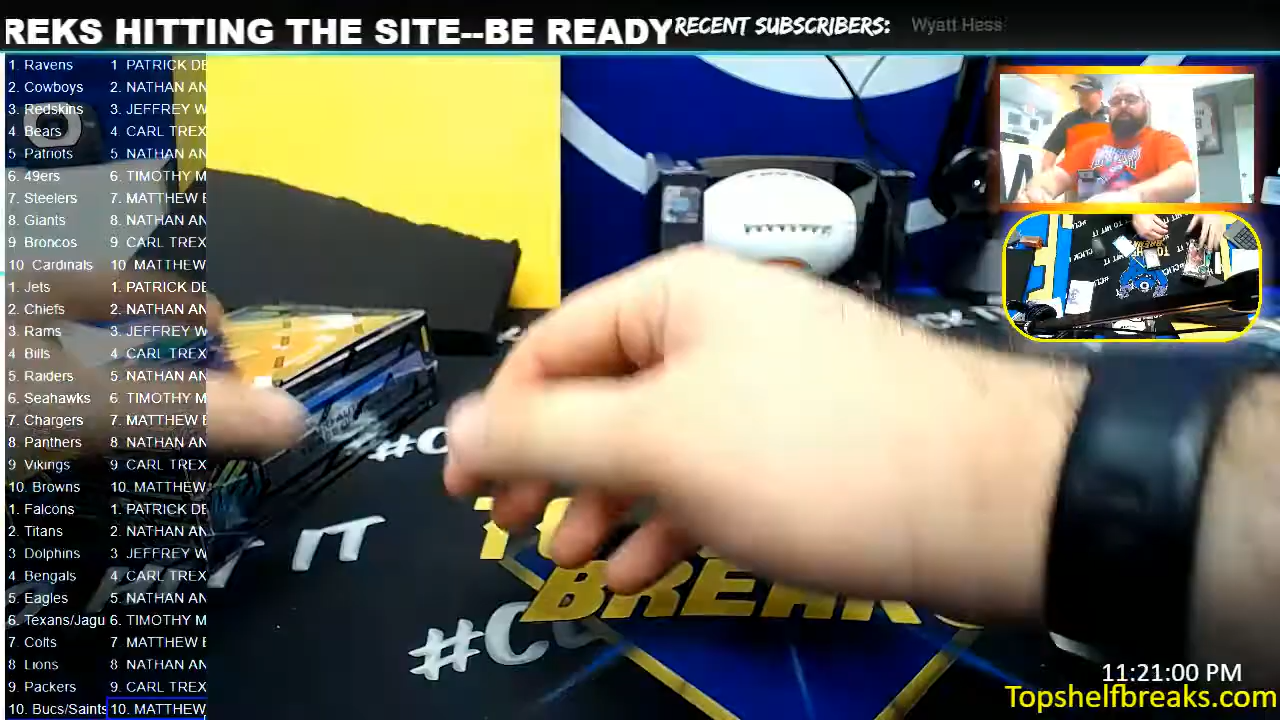 REKS HITTING THE SITE--BE READY
RECENT SUBSCRIBERS: Wyatt Hess
1. Ravens 1 PATRICK DE
2. Cowboys 2. NATHAN AN
3. Redskins 3. JEFFREY W
4 Bears 4 CARL TREX
5 Patriots 5 NATHAN AN
6. 49ers 6. TIMOTHY M
7. Steelers 7. MATTHEW E
8. Giants 8. NATHAN AN
9 Broncos 9 CARL TREX
10 Cardinals 10 MATTHEW
1. Jets 1. PATRICK DE
2. Chiefs 2. NATHAN AN
3. Rams 3. JEFFREY W
4 Bills 4 CARL TREX
5. Raiders 5. NATHAN AN
6. Seahawks 6. TIMOTHY M
7. Chargers 7. MATTHEW E
8 Panthers 8 NATHAN AN
9 Vikings 9 CARL TREX
10. Browns 10. MATTHEW
1. Falcons 1. PATRICK DE
2. Titans 2. NATHAN AN
3 Dolphins 3 JEFFREY W
4 Bengals 4 CARL TREX
5. Eagles 5. NATHAN AN
6. Texans/Jagu 6. TIMOTHY M
7 Colts 7 MATTHEW E
8 Lions 8 NATHAN AN
9. Packers 9. CARL TREX
10. Bucs/Saints 10. MATTHEW
IT
BREAK
11:21:00 PM
Topshelfbreaks.com